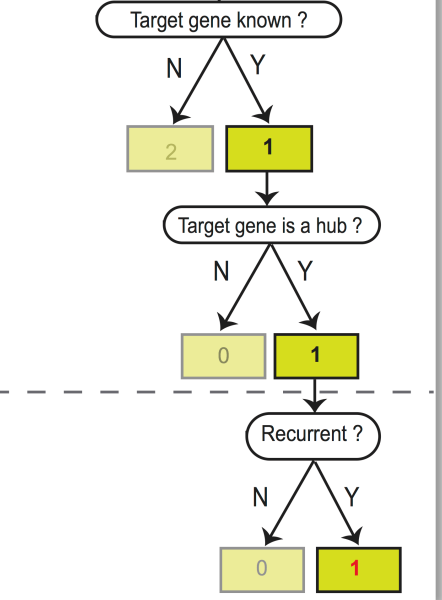 Target gene known ?
N Y
2 1
Target gene is a hub ?
N Y
0 1
Recurrent ?
N Y
0 1